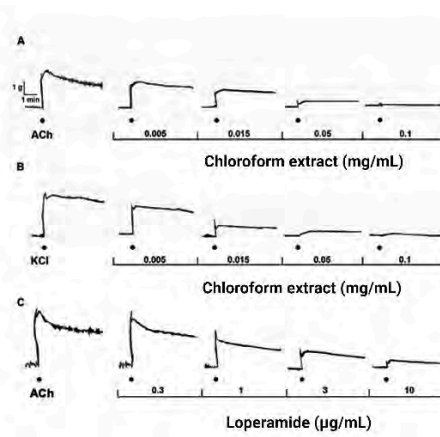 A
1 g
1 min
ACh
0.005 0.015 0.05 0.1
Chloroform extract (mg/mL)
B
KCl
0.005 0.015 0.05 0.1
Chloroform extract (mg/mL)
C
ACh
0.3 1 3 10
Loperamide (µg/mL)